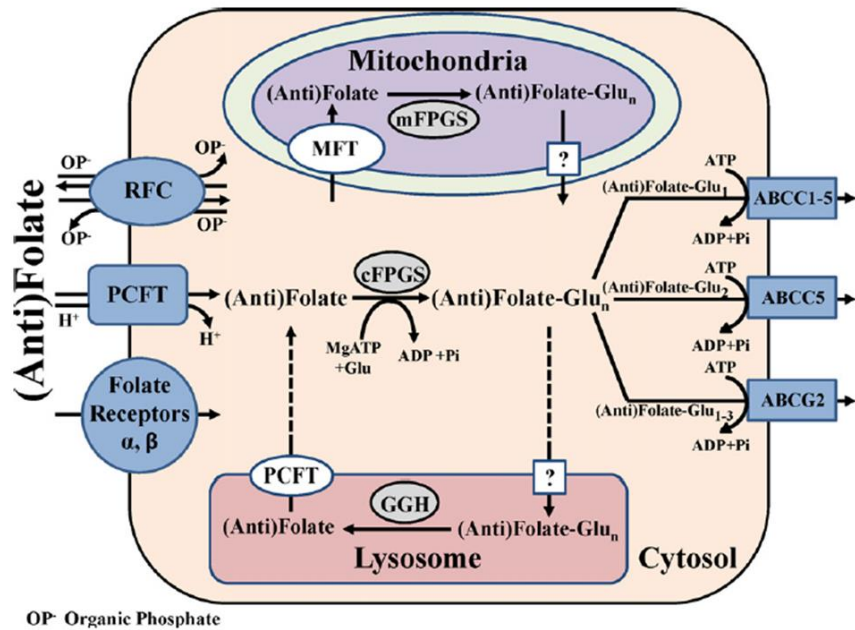 Mitochondria
(Anti)Folate
(Anti)Folate-Glun
mFPGS
MFT
?
(Anti)Folate
OP-
OP-
RFC
OP-
OP-
PCFT
H+
H+
Folate
Receptors
α, β
(Anti)Folate
cFPGS
(Anti)Folate-Glun
MgATP
+Glu
ADP +Pi
(Anti)Folate-Glu1
ATP
ADP+Pi
ABCC1-5
(Anti)Folate-Glu2
ATP
ADP+Pi
ABCC5
(Anti)Folate-Glu1-3
ATP
ADP+Pi
ABCG2
PCFT
?
(Anti)Folate
GGH
(Anti)Folate-Glun
Lysosome
Cytosol
OP- Organic Phosphate